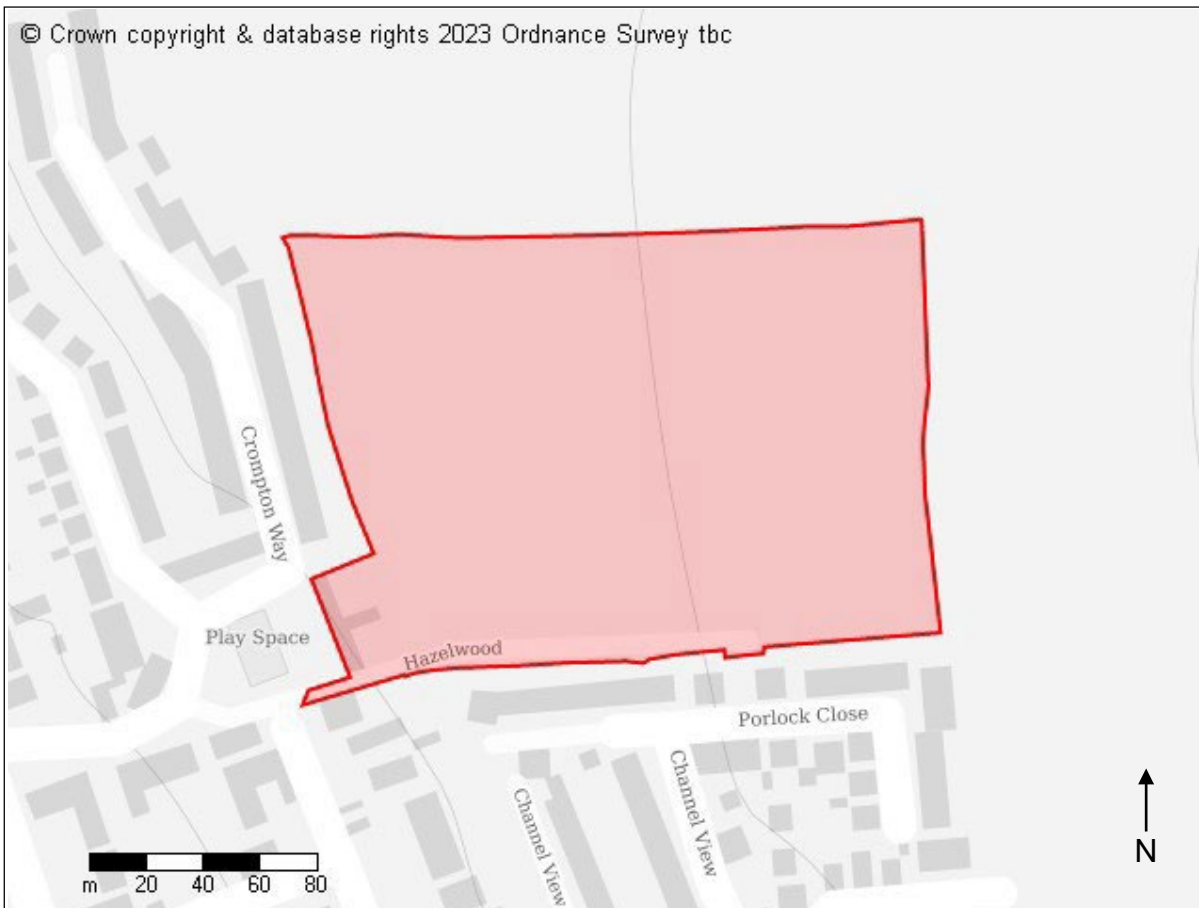 © Crown copyright & database rights 2023 Ordnance Survey tbc
Crompton Way
Play Space
Hazelwood
Porlock Close
Channel View
Channel View
m 20 40 60 80
N